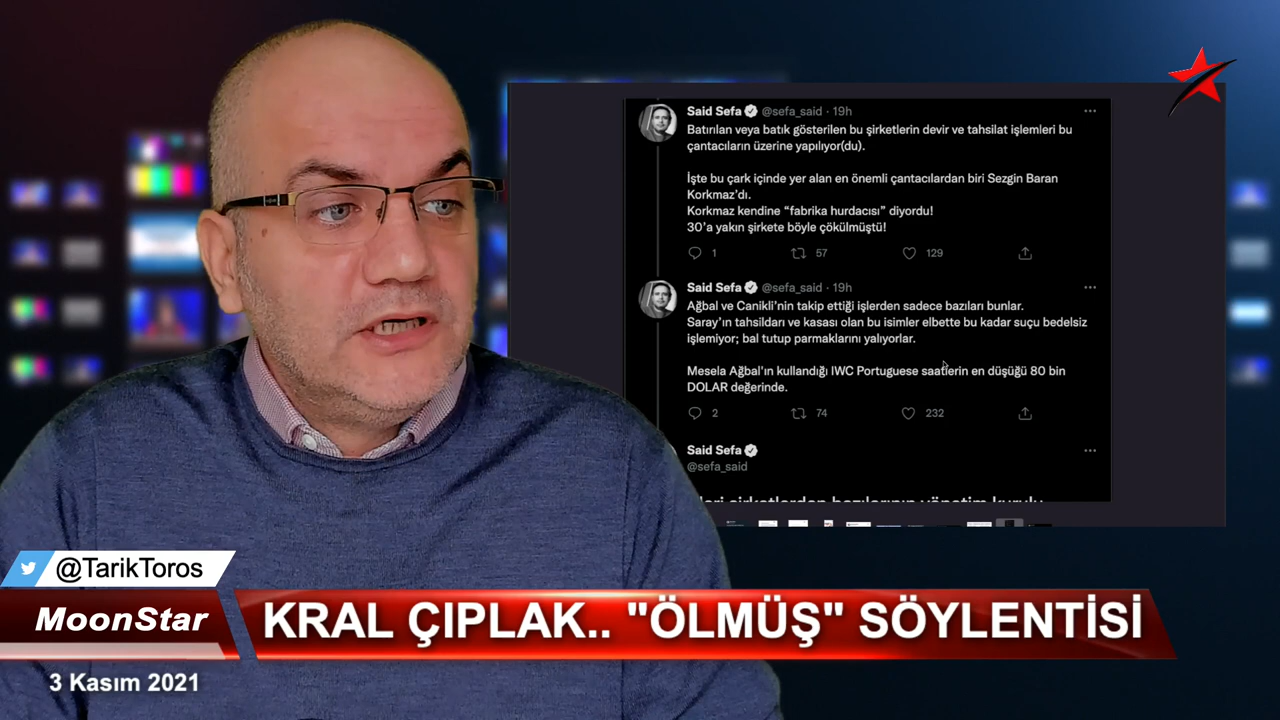 Said Sefa @sefa_said · 19h
Batırılan veya batık gösterilen bu şirketlerin devir ve tahsilat işlemleri bu
çantacıların üzerine yapılıyor(du).
İşte bu çark içinde yer alan en önemli çantacılardan biri Sezgin Baran
Korkmaz'dı.
Korkmaz kendine “fabrika hurdacısı” diyordu!
30'a yakın şirkete böyle çökülmüştü!
1 57 129
Said Sefa @sefa_said · 19h
Ağbal ve Canikli'nin takip ettiği işlerden sadece bazıları bunlar.
Saray'ın tahsildarı ve kasası olan bu isimler elbette bu kadar suçu bedelsiz
işlemiyor; bal tutup parmaklarını yalıyorlar.
Mesela Ağbal'ın kullandığı IWC Portuguese saatlerin en düşüğü 80 bin
DOLAR değerinde.
2 74 232
Said Sefa
@sefa_said
şirketlerden bazılarının yönetim kurulu
@TarikToros
MoonStar
KRAL ÇIPLAK.. "ÖLMÜŞ" SÖYLENTİSİ
3 Kasım 2021